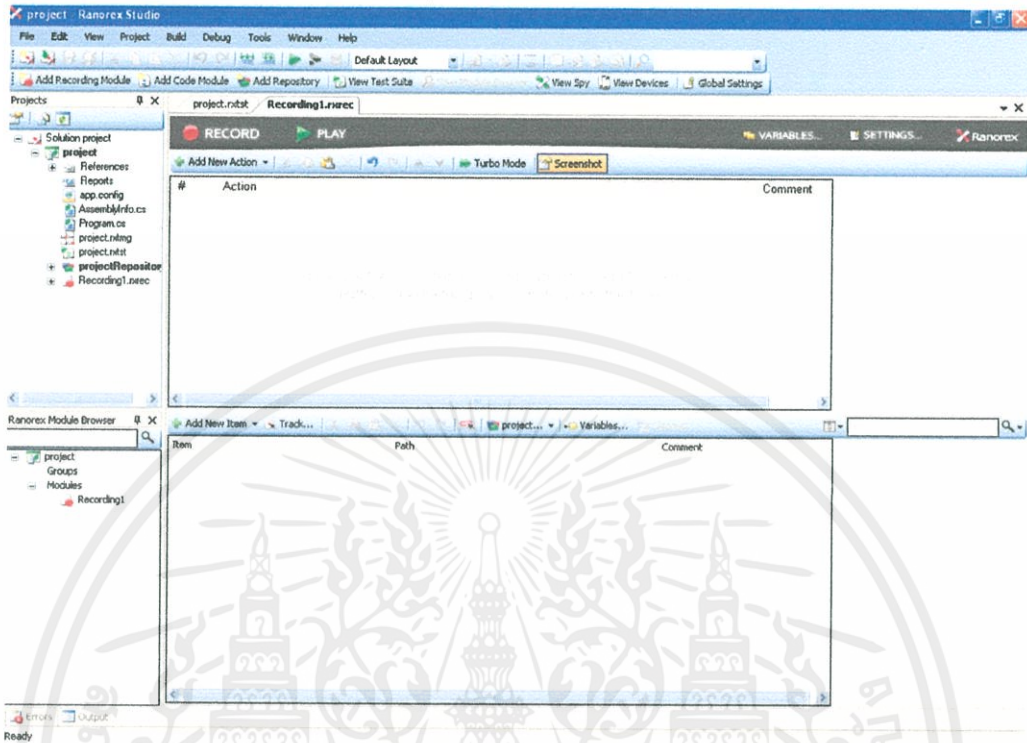 project Ranorex Studio
File Edit View Project Build Debug Tools Window Help
Default Layout
Add Recording Module Add Code Module Add Repository View Test Suite View Spy View Devices Global Settings
Projects
project.rxtst Recording1.rxrec
RECORD PLAY VARIABLES... SETTINGS... Ranorex
Add New Action Turbo Mode Screenshot
# Action Comment
Solution project
project
References
Reports
app.config
AssemblyInfo.cs
Program.cs
project.rximg
project.rxtst
projectRepositor
Recording1.rxrec
Ranorex Module Browser
Add New Item Track... project... Variables...
Item Path Comment
project
Groups
Modules
Recording1
Errors Output
Ready